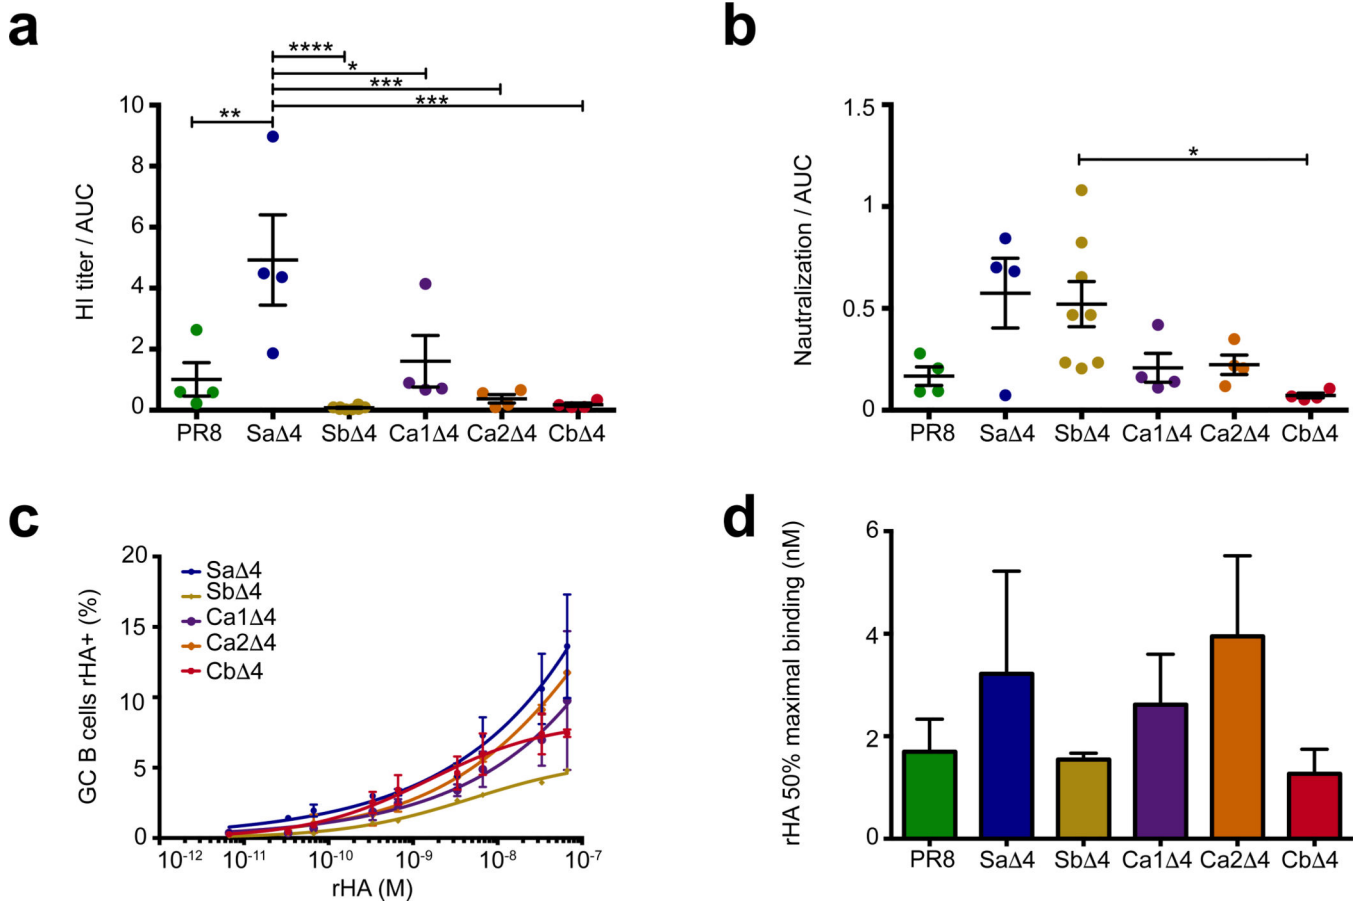 a
****
*
***
***
**
HI titer / AUC
10
8
6
4
2
0
PR8 SaΔ4 SbΔ4 Ca1Δ4 Ca2Δ4 CbΔ4
b
*
Nautralization / AUC
1.5
1
0.5
0
PR8 SaΔ4 SbΔ4 Ca1Δ4 Ca2Δ4 CbΔ4
c
GC B cells rHA+ (%)
20
15
10
5
0
SaΔ4
SbΔ4
Ca1Δ4
Ca2Δ4
CbΔ4
10-12 10-11 10-10 10-9 10-8 10-7
rHA (M)
d
rHA 50% maximal binding (nM)
6
4
2
0
PR8 SaΔ4 SbΔ4 Ca1Δ4 Ca2Δ4 CbΔ4